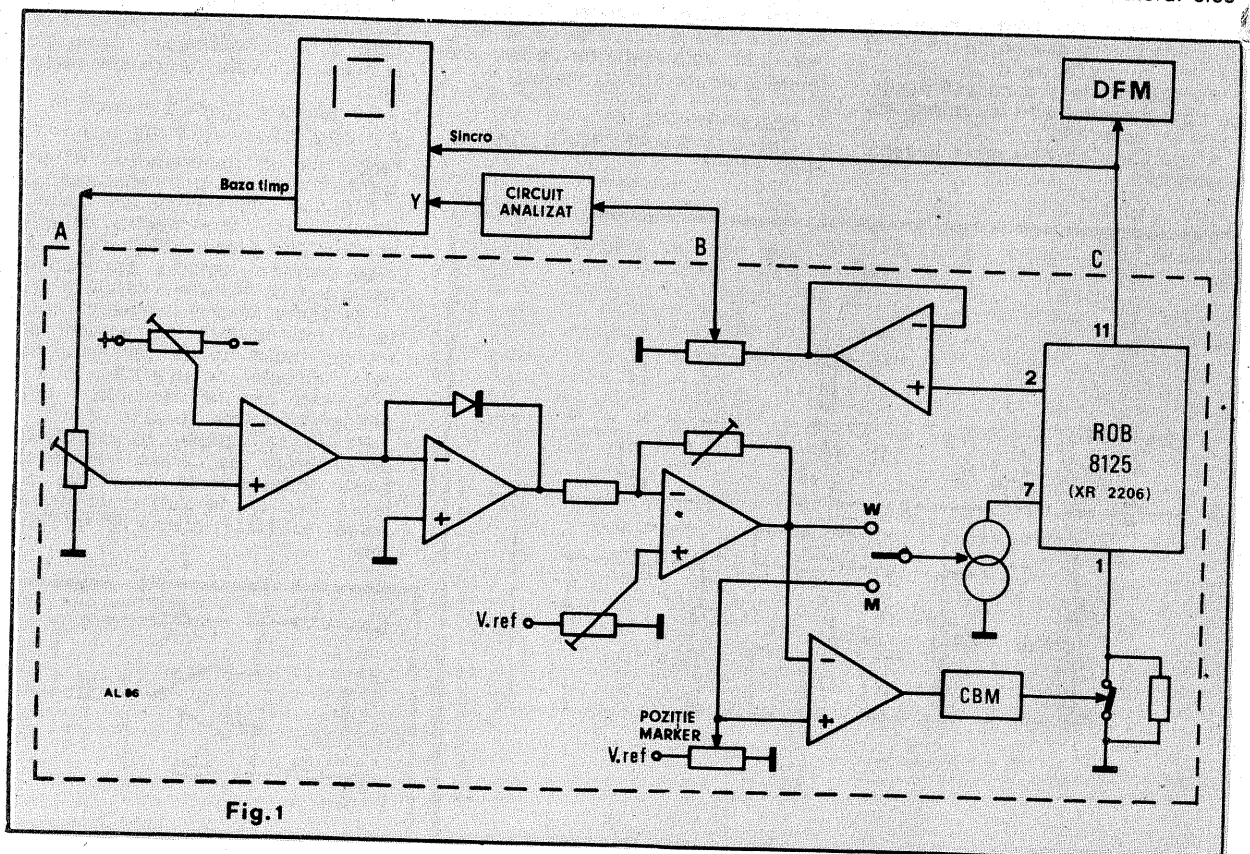 DFM
Sincro
Baza timp
Y
CIRCUIT
ANALIZAT
A
B
C
+
-
11
-
+
2
ROB
8125
(XR 2206)
7
1
-
+
-
+
-
+
W
M
V.ref
-
+
CBM
POZITIE
MARKER
V.ref
AL 86
Fig.1